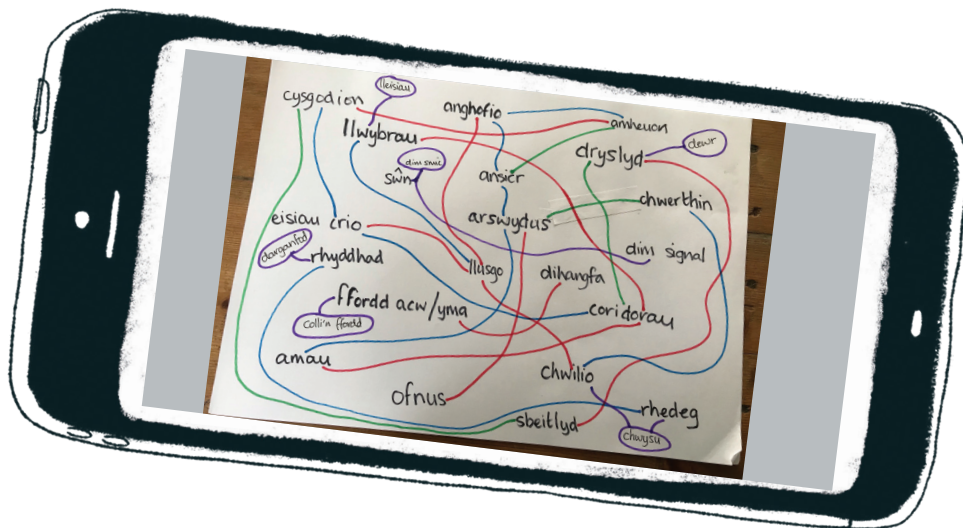 lleisiau
cysgodion
anghofio
amheuon
llwybrau
dewr
dryslyd
dim smic
sŵn
ansicr
chwerthin
arswydus
eisiau crio
darganfod
rhyddhad
dim signal
llusgo
dihangfa
ffordd acw/yma
colli'n ffordd
coridorau
amau
chwilio
ofnus
rhedeg
sbeitlyd
chwysu